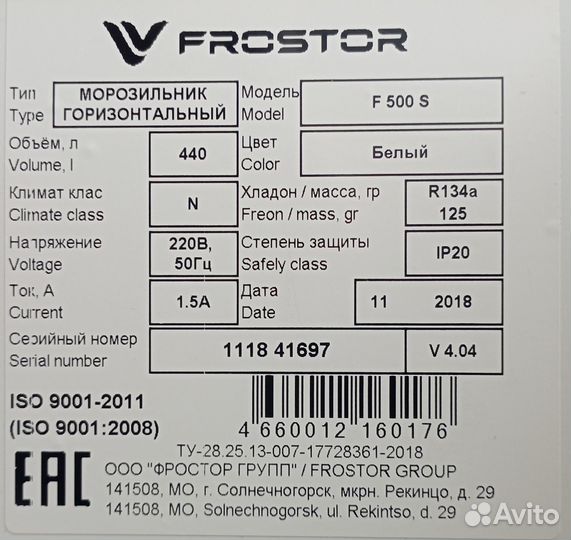 FROSTOR
Тип Type МОРОЗИЛЬНИК ГОРИЗОНТАЛЬНЫЙ Модель Model F 500 S
Объём, л Volume, l 440 Цвет Color Белый
Климат клас Climate class N Хладон / масса, гр Freon / mass, gr R134a 125
Напряжение Voltage 220В, 50Гц Степень защиты Safely class IP20
Ток, А Current 1.5А Дата Date 11 2018
Серийный номер Serial number 1118 41697 V 4.04
ISO 9001-2011
(ISO 9001:2008)
4 660012 160176
ТУ-28.25.13-007-17728361-2018
EAC ООО "ФРОСТОР ГРУПП" / FROSTOR GROUP
141508, МО, г. Солнечногорск, мкрн. Рекинцо, д. 29
141508, МО, Solnechnogorsk, ul. Rekintso, d. 29
Avito